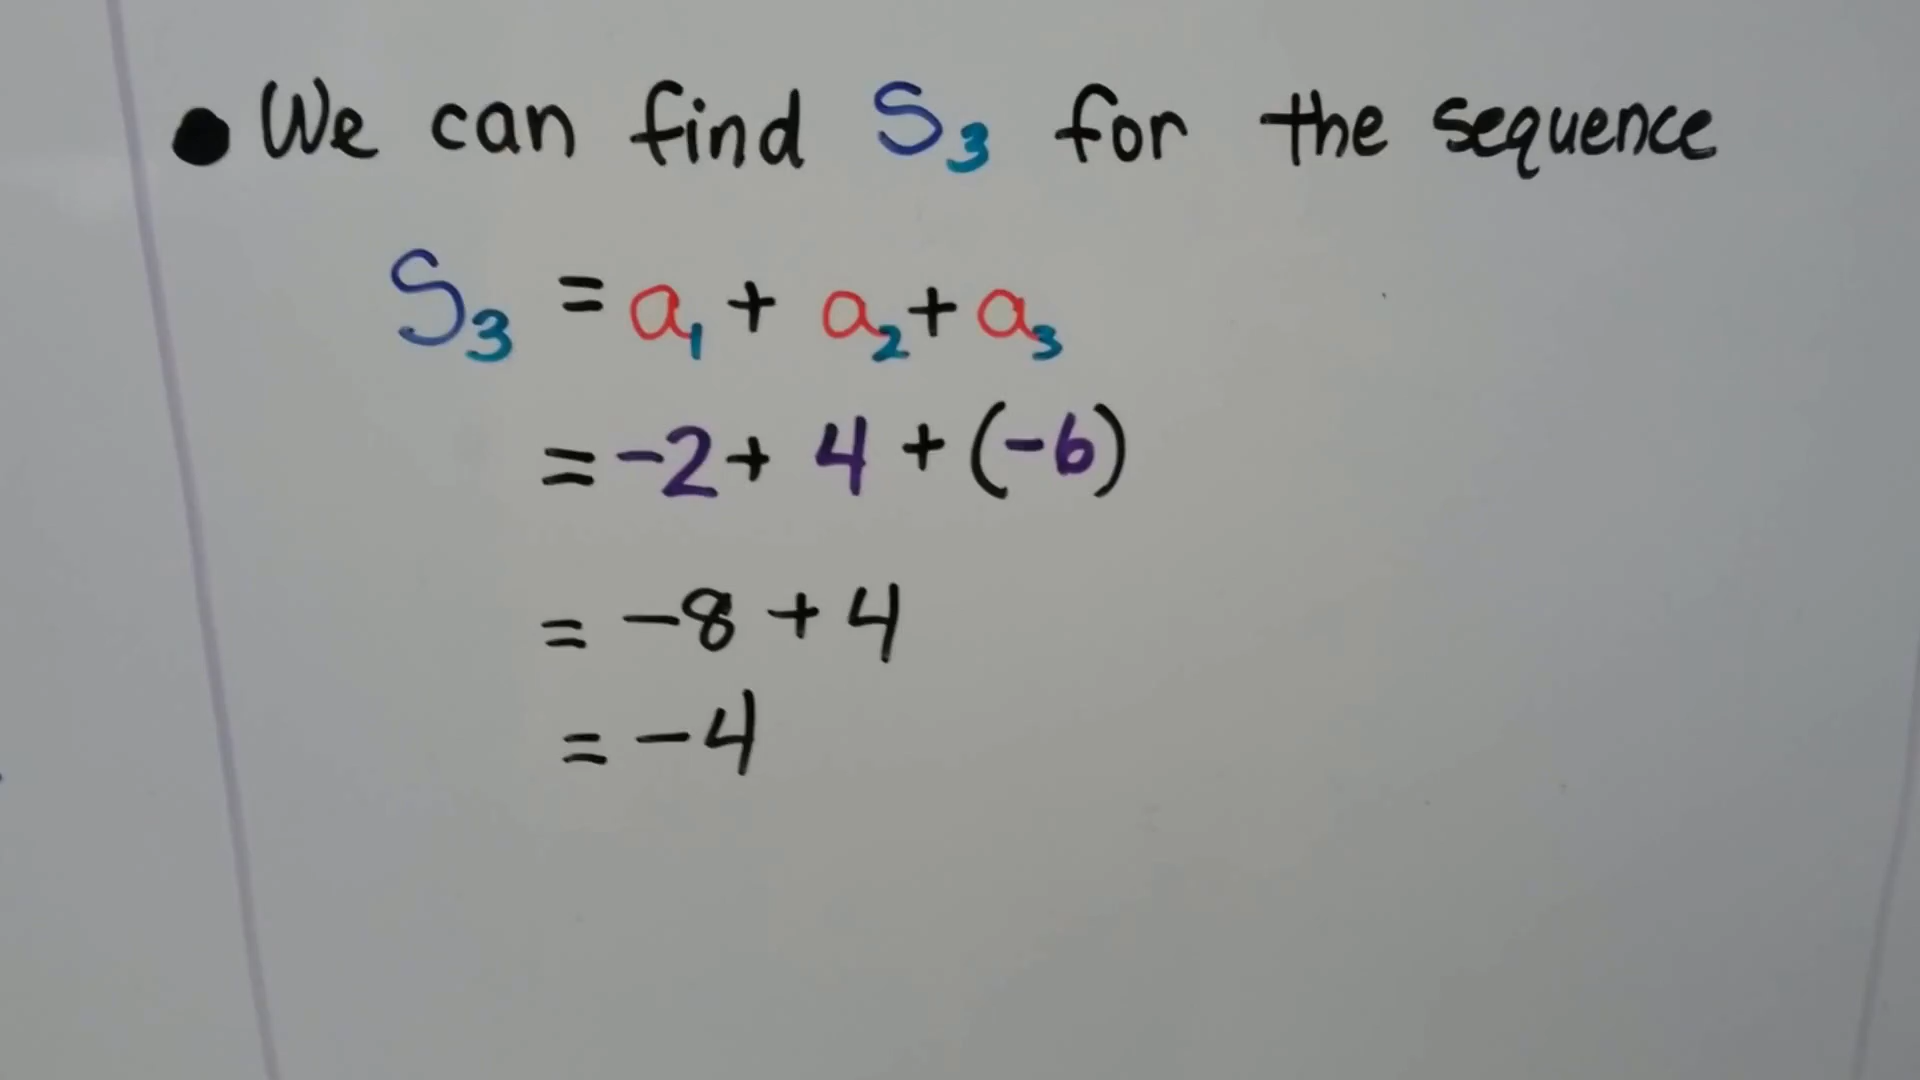 • We can find S₃ for the sequence
S₃ = a₁ + a₂ + a₃
= -2 + 4 + (-6)
= -8 + 4
= -4